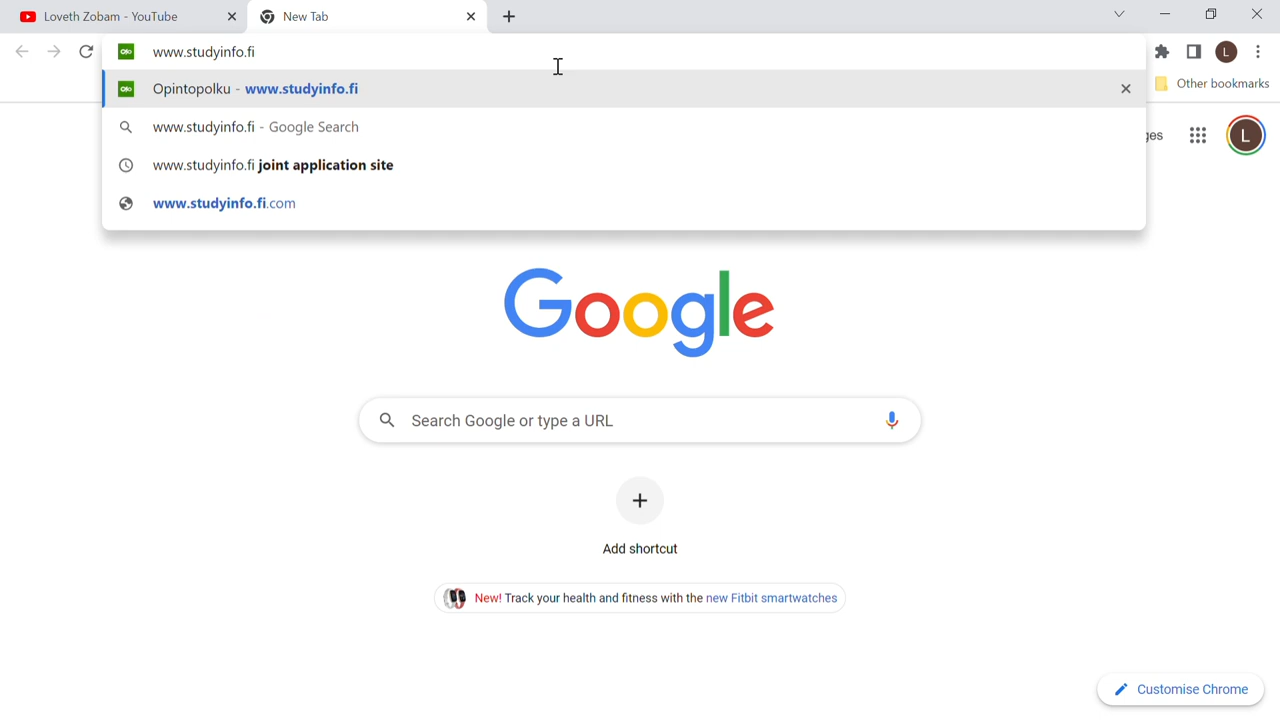 Loveth Zobam - YouTube
New Tab
www.studyinfo.fi
Opintopolku - www.studyinfo.fi
www.studyinfo.fi - Google Search
www.studyinfo.fi joint application site
www.studyinfo.fi.com
L
Other bookmarks
L
Google
Search Google or type a URL
Add shortcut
New! Track your health and fitness with the new Fitbit smartwatches
Customise Chrome